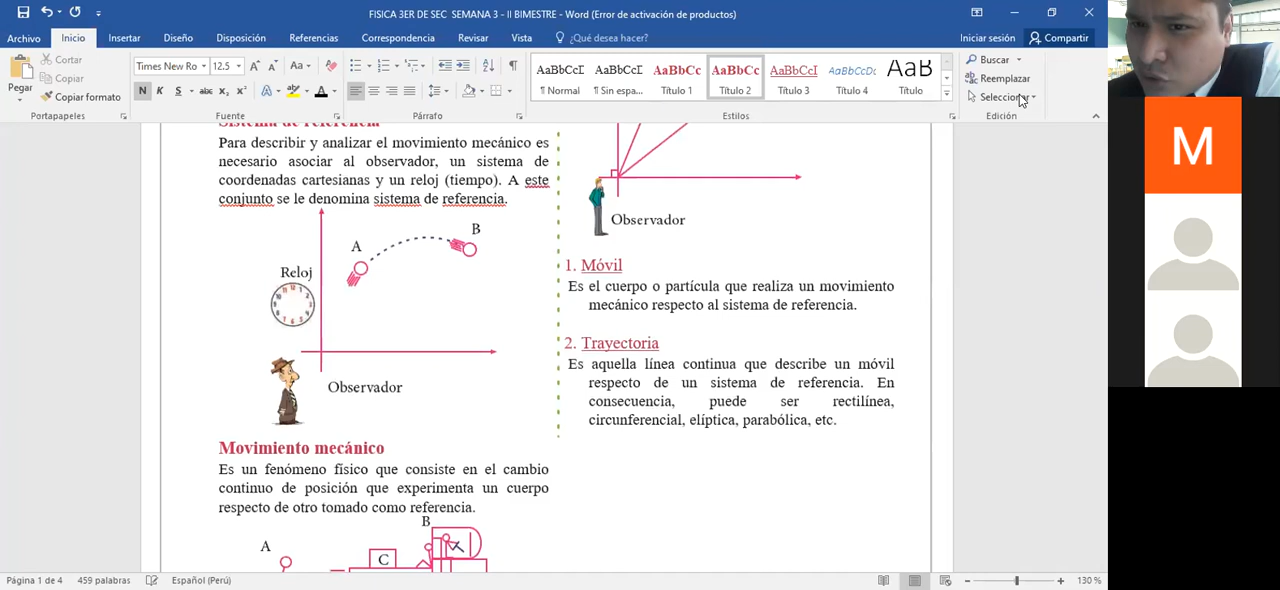 FISICA 3ER DE SEC SEMANA 3 - II BIMESTRE - Word (Error de activación de productos)
Archivo Inicio Insertar Diseño Disposición Referencias Correspondencia Revisar Vista ¿Qué desea hacer? Iniciar sesión Compartir
Pegar
Cortar
Copiar
Copiar formato
Portapapeles
Times New Ro 12.5
Aa
N K S abc x₂ x²
Fuente
Párrafo
AaBbCcI AaBbCcI AaBbCc AaBbCc AaBbCcI AaBbCcDc AaB
¶ Normal ¶ Sin espa... Título 1 Título 2 Título 3 Título 4 Título
Estilos
Buscar
Reemplazar
Seleccionar
Edición
Sistema de referencia
Para describir y analizar el movimiento mecánico es
necesario asociar al observador, un sistema de
coordenadas cartesianas y un reloj (tiempo). A este
conjunto se le denomina sistema de referencia.
A
B
Reloj
Observador
Movimiento mecánico
Es un fenómeno físico que consiste en el cambio
continuo de posición que experimenta un cuerpo
respecto de otro tomado como referencia.
A
B
C
Observador
1. Móvil
Es el cuerpo o partícula que realiza un movimiento
mecánico respecto al sistema de referencia.
2. Trayectoria
Es aquella línea continua que describe un móvil
respecto de un sistema de referencia. En
consecuencia, puede ser rectilínea,
circunferencial, elíptica, parabólica, etc.
M
Página 1 de 4 459 palabras Español (Perú) 130 %